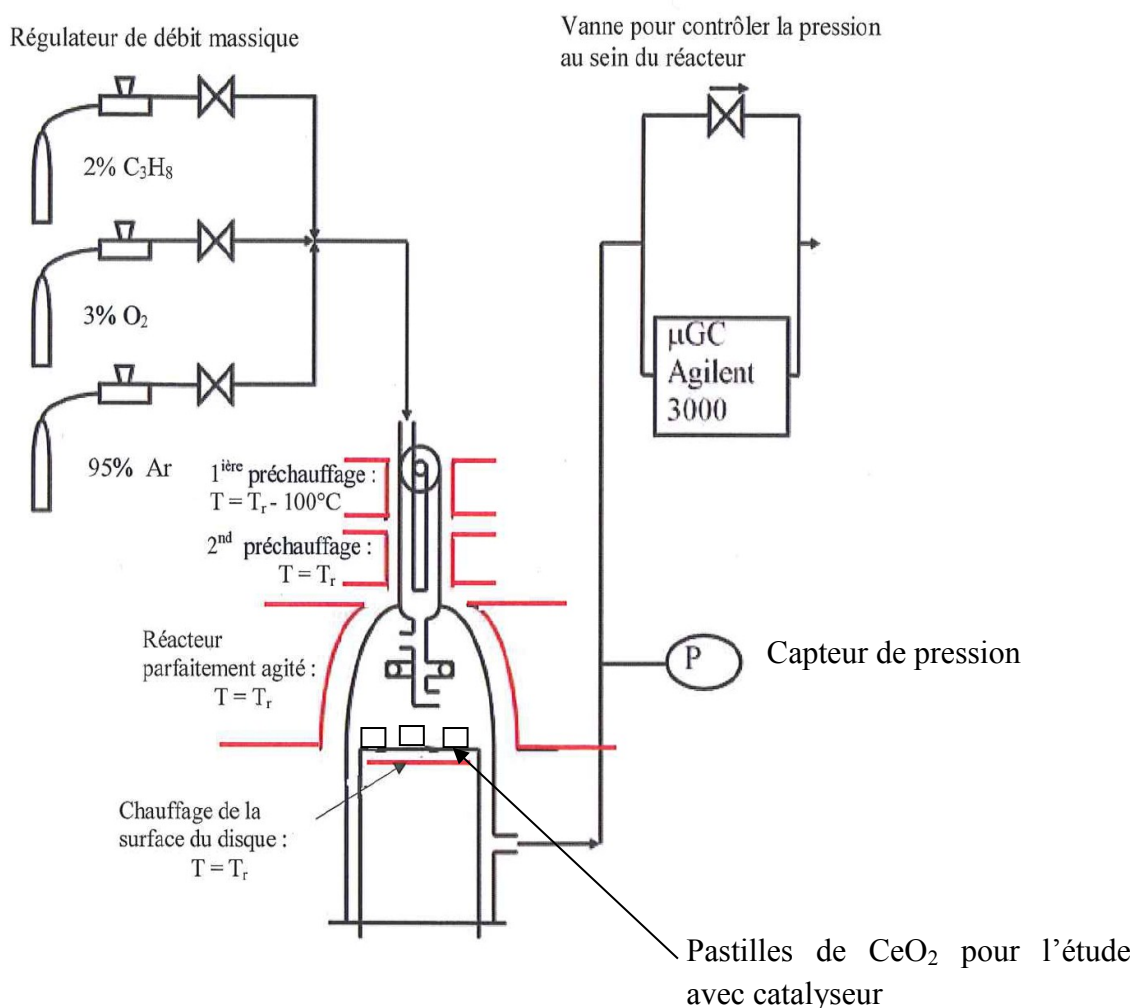 Régulateur de débit massique
2% C₃H₈
3% O₂
95% Ar
Vanne pour contrôler la pression
au sein du réacteur
µGC
Agilent
3000
1ière préchauffage :
T = Tr - 100°C
2nd préchauffage :
T = Tr
Réacteur
parfaitement agité :
T = Tr
P
Capteur de pression
Chauffage de la
surface du disque :
T = Tr
Pastilles de CeO₂ pour l'étude
avec catalyseur